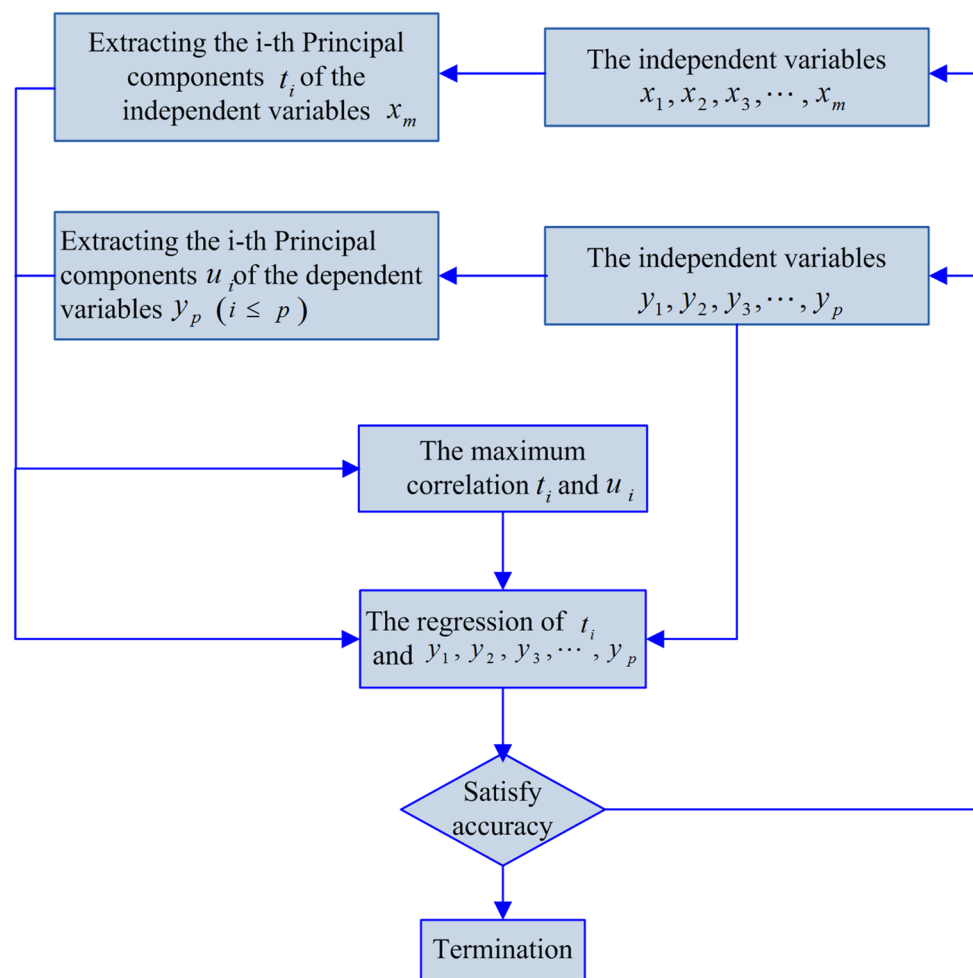 Extracting the i-th Principal
components t_i of the
independent variables x_m
The independent variables
x_1, x_2, x_3, ⋯, x_m
Extracting the i-th Principal
components u_i of the dependent
variables y_p (i ≤ p)
The independent variables
y_1, y_2, y_3, ⋯, y_p
The maximum
correlation t_i and u_i
The regression of t_i
and y_1, y_2, y_3, ⋯, y_p
Satisfy
accuracy
Termination